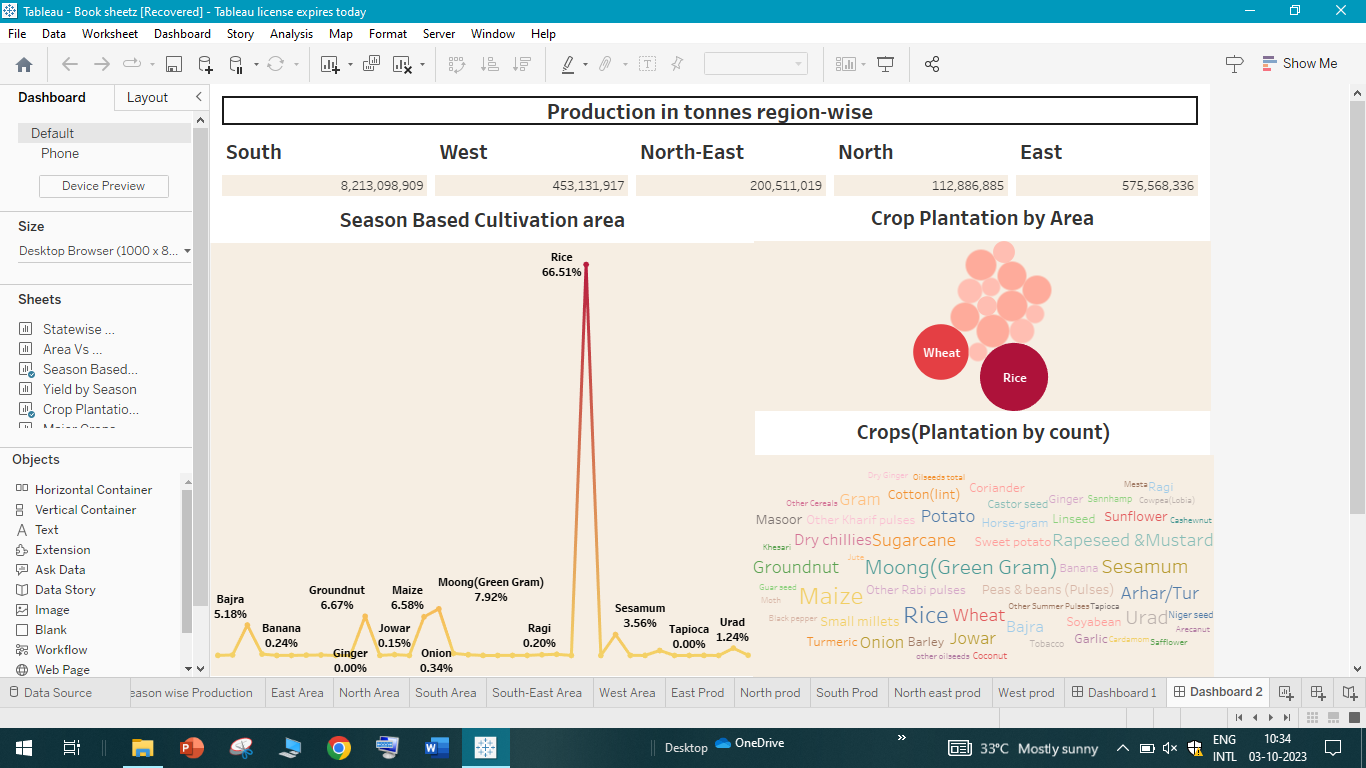 Tableau - Book sheetz [Recovered] - Tableau license expires today
File Data Worksheet Dashboard Story Analysis Map Format Server Window Help
Show Me
Dashboard Layout
Default
Phone
Device Preview
Size
Desktop Browser (1000 x 8...
Sheets
Statewise ...
Area Vs ...
Season Based...
Yield by Season
Crop Plantatio...
Objects
Horizontal Container
Vertical Container
Text
Extension
Ask Data
Data Story
Image
Blank
Workflow
Web Page
Production in tonnes region-wise
South West North-East North East
8,213,098,909 453,131,917 200,511,019 112,886,885 575,568,336
Season Based Cultivation area
Rice
66.51%
Bajra
5.18%
Banana
0.24%
Groundnut
6.67%
Ginger
0.00%
Jowar
0.15%
Maize
6.58%
Onion
0.34%
Moong(Green Gram)
7.92%
Ragi
0.20%
Sesamum
3.56%
Tapioca
0.00%
Urad
1.24%
Crop Plantation by Area
Wheat
Rice
Crops(Plantation by count)
Dry Ginger Oilseeds total
Coriander Mesta Ragi
Other Cereals Gram Cotton(lint) Castor seed Ginger Sannhamp Cowpea(Lobia)
Masoor Other Kharif pulses Potato Horse-gram Linseed Sunflower Cashewnut
Khesari Dry chillies Sugarcane Sweet potato Rapeseed &Mustard
Groundnut Jute Moong(Green Gram) Banana Sesamum
Guar seed Moth Maize Other Rabi pulses Peas & beans (Pulses) Arhar/Tur
Black pepper Small millets Rice Wheat Other Summer Pulses Tapioca Bajra Soyabean Urad Niger seed
Arecanut
Turmeric Onion Barley Jowar Tobacco Garlic Cardamom Safflower
other oilseeds Coconut
Data Source eason wise Production East Area North Area South Area South-East Area West Area East Prod North prod South Prod North east prod West prod Dashboard 1 Dashboard 2
Desktop OneDrive 33°C Mostly sunny ENG 10:34
INTL 03-10-2023